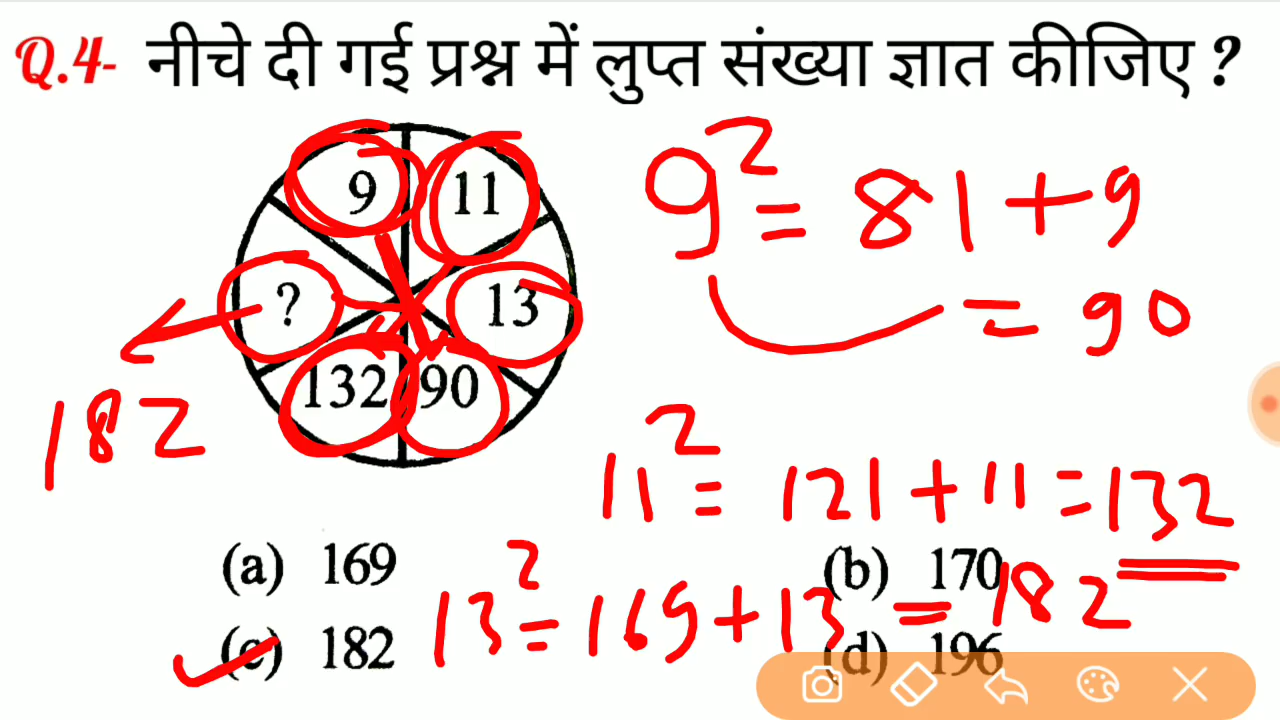 Q.4- नीचे दी गई प्रश्न में लुप्त संख्या ज्ञात कीजिए ?
9 11
? 13
132 90
182
9² = 81 + 9
= 90
11² = 121 + 11 = 132
13² = 169 + 13 = 182
(a) 169 (b) 170
(c) 182 (d) 196